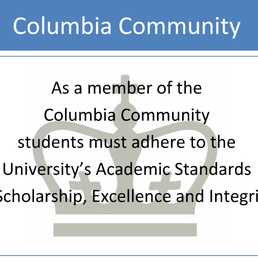 Columbia Community
As a member of the
Columbia Community
students must adhere to the
University’s Academic Standards
Scholarship, Excellence and